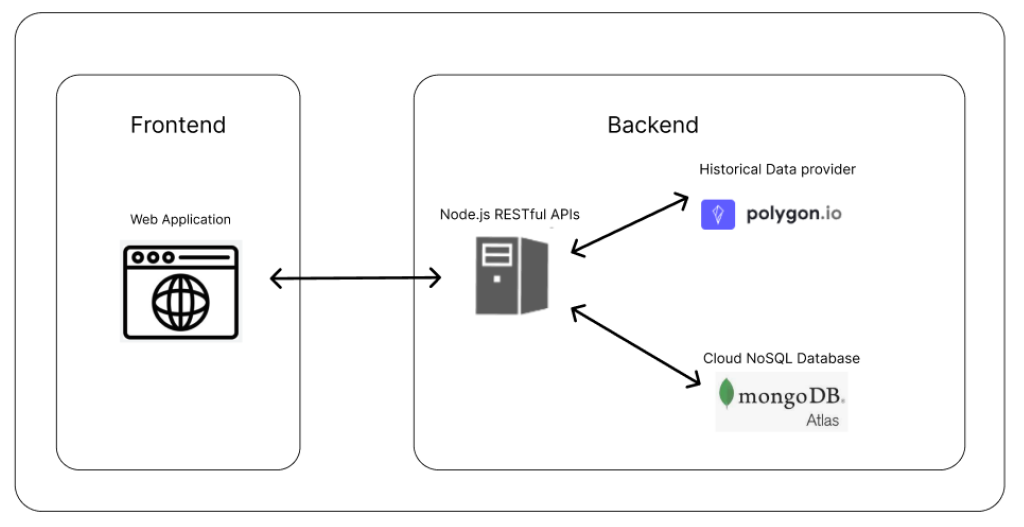 Frontend
Backend
Historical Data provider
polygon.io
Web Application
Node.js RESTful APIs
Cloud NoSQL Database
mongoDB®
Atlas